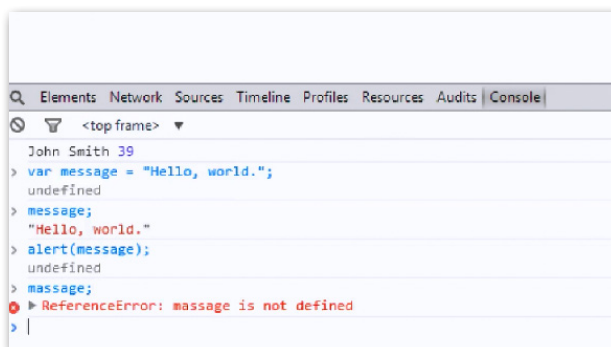 Elements Network Sources Timeline Profiles Resources Audits Console
<top frame> ▼
John Smith 39
> var message = "Hello, world.";
undefined
> message;
"Hello, world."
> alert(message);
undefined
> massage;
ReferenceError: massage is not defined
>